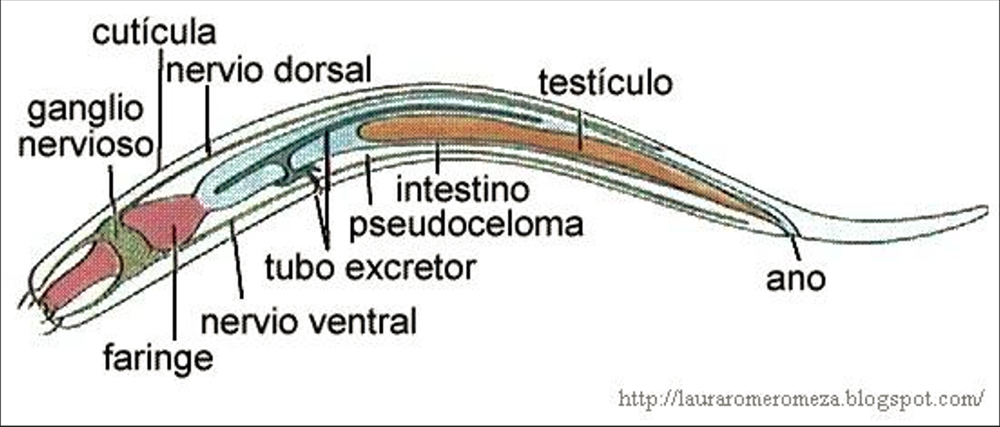 cutícula
nervio dorsal
testículo
ganglio
nervioso
intestino
pseudoceloma
tubo excretor
ano
nervio ventral
faringe
http://lauraromeromeza.blogspot.com/